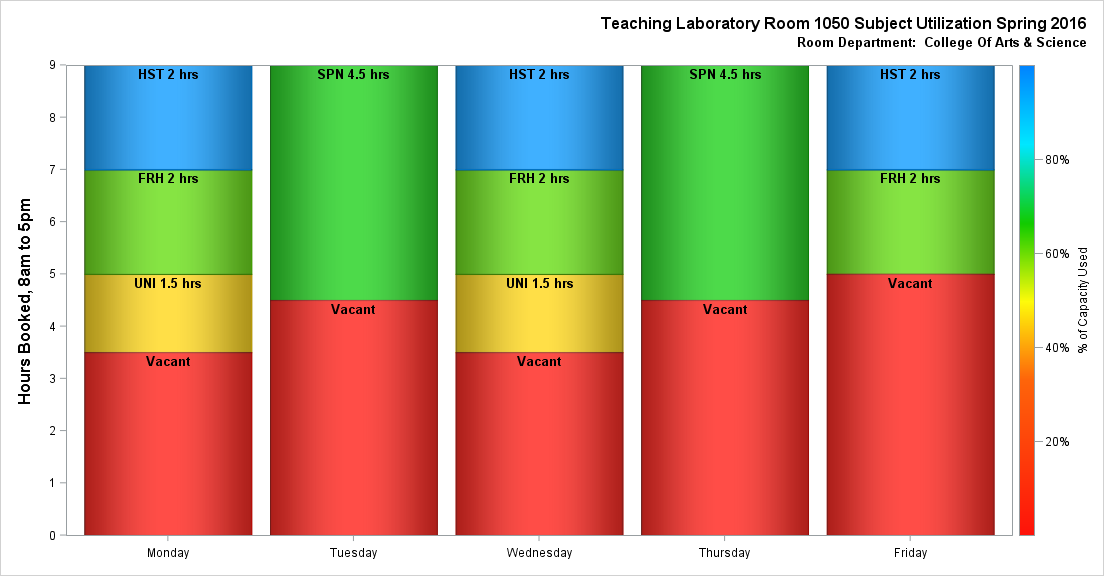 Teaching Laboratory Room 1050 Subject Utilization Spring 2016
Room Department:  College Of Arts & Science
Hours Booked, 8am to 5pm
9
8
7
6
5
4
3
2
1
0
HST 2 hrs
FRH 2 hrs
UNI 1.5 hrs
Vacant
SPN 4.5 hrs
Vacant
HST 2 hrs
FRH 2 hrs
UNI 1.5 hrs
Vacant
SPN 4.5 hrs
Vacant
HST 2 hrs
FRH 2 hrs
Vacant
Monday
Tuesday
Wednesday
Thursday
Friday
80%
60%
40%
20%
% of Capacity Used